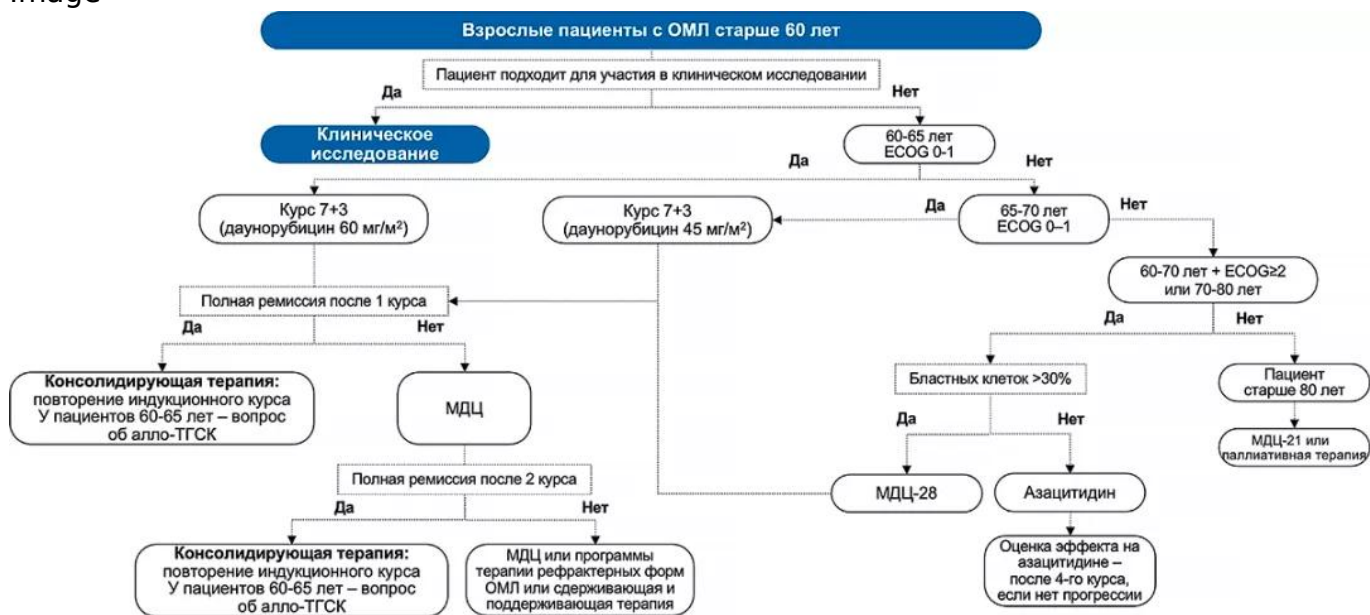 image
Взрослые пациенты с ОМЛ старше 60 лет
Пациент подходит для участия в клиническом исследовании
Да
Нет
Клиническое
исследование
60-65 лет
ECOG 0-1
Да
Нет
Курс 7+3
(даунорубицин 60 мг/м²)
Курс 7+3
(даунорубицин 45 мг/м²)
Да
65-70 лет
ECOG 0–1
Нет
60-70 лет + ECOG≥2
или 70-80 лет
Полная ремиссия после 1 курса
Да
Нет
Да
Нет
Консолидирующая терапия:
повторение индукционного курса
У пациентов 60-65 лет – вопрос
об алло-ТГСК
МДЦ
Бластных клеток >30%
Пациент
старше 80 лет
Да
Нет
МДЦ-21 или
паллиативная терапия
Полная ремиссия после 2 курса
МДЦ-28
Азацитидин
Да
Нет
Консолидирующая терапия:
повторение индукционного курса
У пациентов 60-65 лет – вопрос
об алло-ТГСК
МДЦ или программы
терапии рефрактерных форм
ОМЛ или сдерживающая и
поддерживающая терапия
Оценка эффекта на
азацитидине –
после 4-го курса,
если нет прогрессии